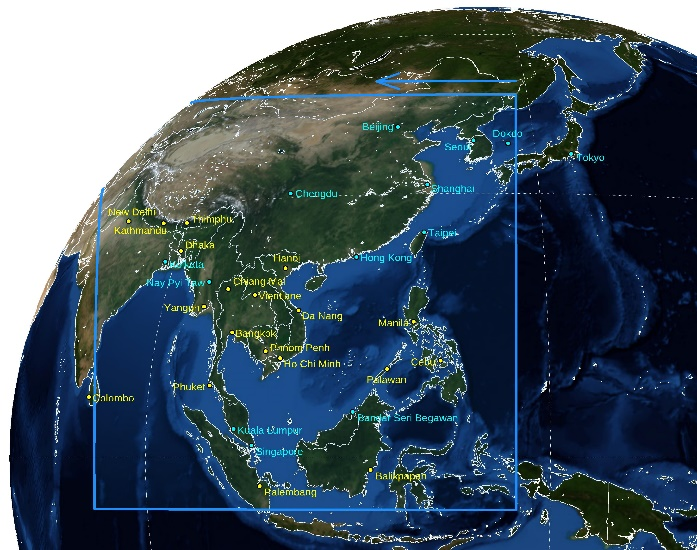 Beijing
Dokdo
Seoul
Tokyo
Chengdu
Shanghai
New Delhi
Thimphu
Kathmandu
Taipei
Dhaka
Hanoi
Hong Kong
Kolkata
Nay Pyi Taw
Chiang Mai
Vientiane
Yangon
Da Nang
Manila
Bangkok
Phnom Penh
Ho Chi Minh
Cebu
Palawan
Phuket
Colombo
Bandar Seri Begawan
Kuala Lumpur
Singapore
Balikpapan
Palembang